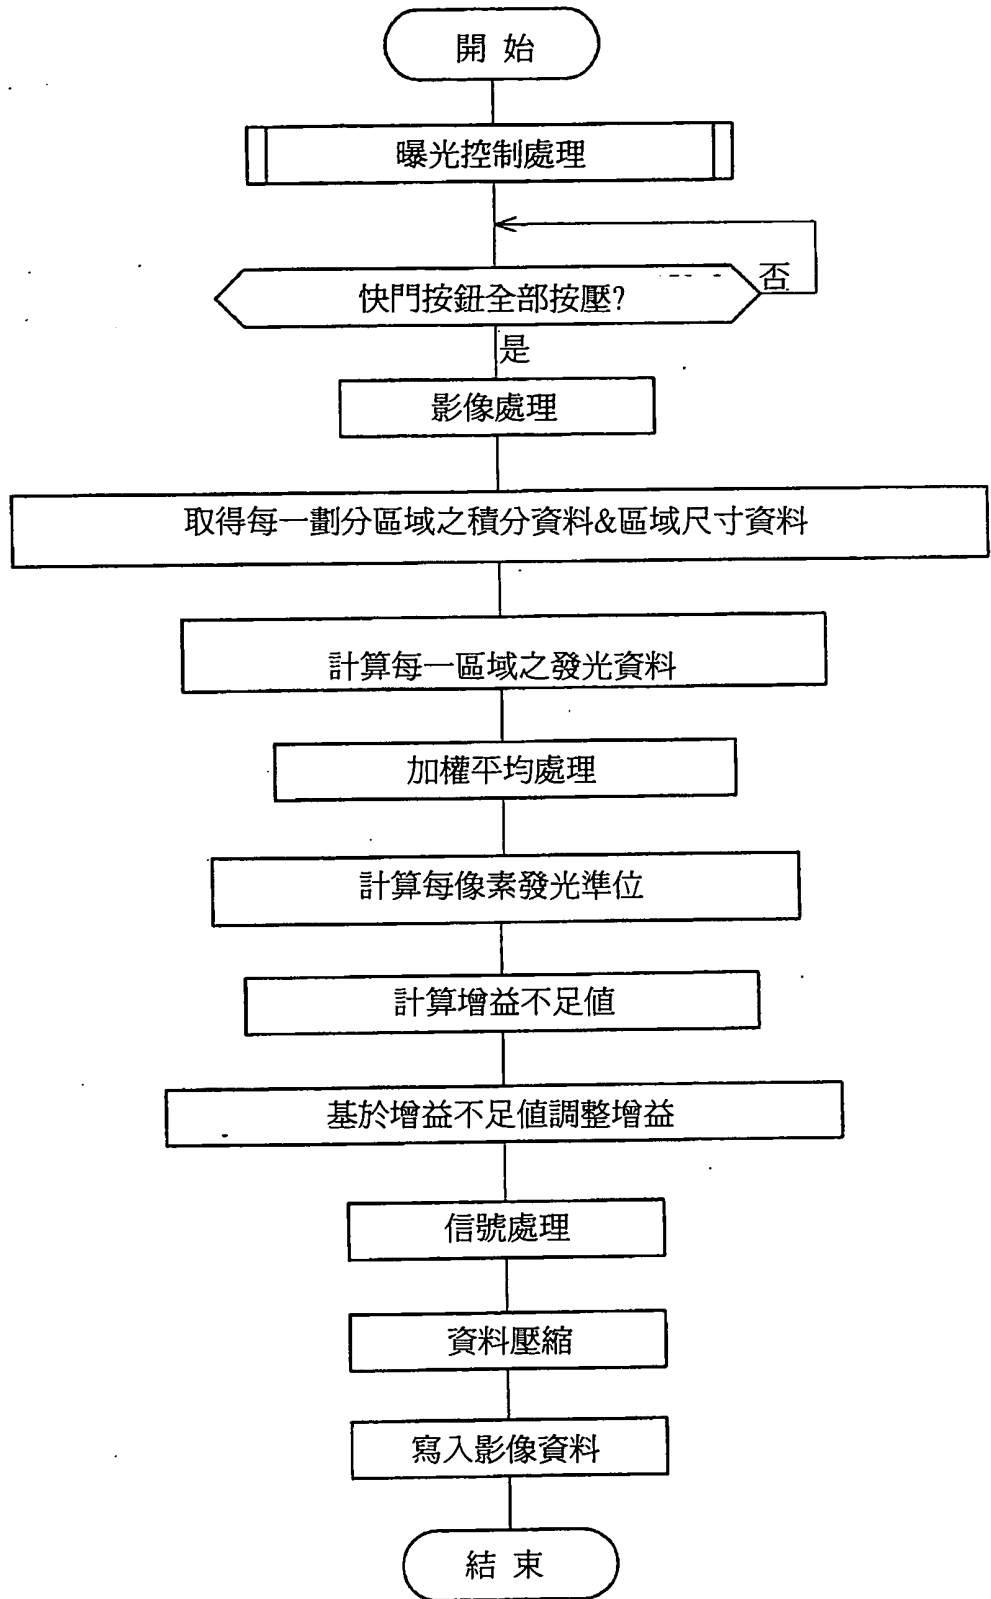 開 始
曝光控制處理
快門按鈕全部按壓?
否
是
影像處理
取得每一劃分區域之積分資料&區域尺寸資料
計算每一區域之發光資料
加權平均處理
計算每像素發光準位
計算增益不足值
基於增益不足值調整增益
信號處理
資料壓縮
寫入影像資料
結 束